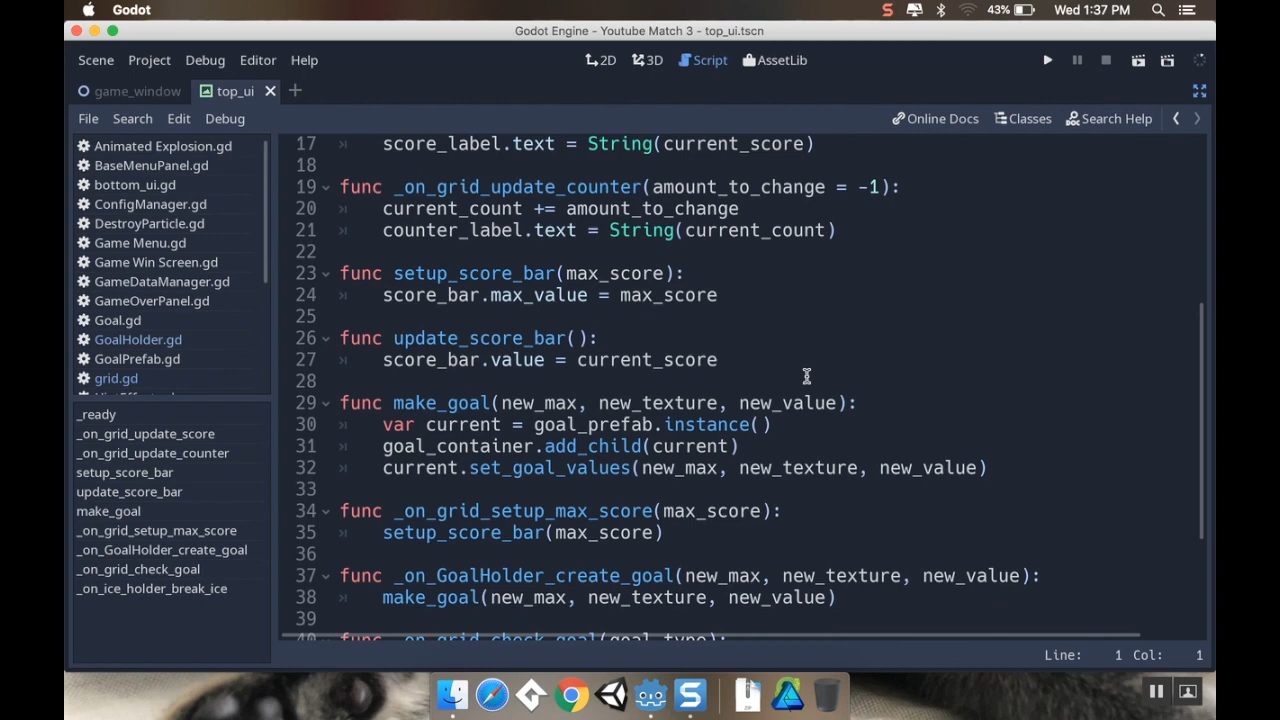 Godot
43%
Wed 1:37 PM
Godot Engine - Youtube Match 3 - top_ui.tscn
Scene Project Debug Editor Help
2D 3D Script AssetLib
game_window top_ui
File Search Edit Debug
Online Docs Classes Search Help
Animated Explosion.gd
BaseMenuPanel.gd
bottom_ui.gd
ConfigManager.gd
DestroyParticle.gd
Game Menu.gd
Game Win Screen.gd
GameDataManager.gd
GameOverPanel.gd
Goal.gd
GoalHolder.gd
GoalPrefab.gd
grid.gd
_ready
_on_grid_update_score
_on_grid_update_counter
setup_score_bar
update_score_bar
make_goal
_on_grid_setup_max_score
_on_GoalHolder_create_goal
_on_grid_check_goal
_on_ice_holder_break_ice
17 score_label.text = String(current_score)
18
19 func _on_grid_update_counter(amount_to_change = -1):
20 current_count += amount_to_change
21 counter_label.text = String(current_count)
22
23 func setup_score_bar(max_score):
24 score_bar.max_value = max_score
25
26 func update_score_bar():
27 score_bar.value = current_score
28
29 func make_goal(new_max, new_texture, new_value):
30 var current = goal_prefab.instance()
31 goal_container.add_child(current)
32 current.set_goal_values(new_max, new_texture, new_value)
33
34 func _on_grid_setup_max_score(max_score):
35 setup_score_bar(max_score)
36
37 func _on_GoalHolder_create_goal(new_max, new_texture, new_value):
38 make_goal(new_max, new_texture, new_value)
39
40 func _on_grid_check_goal(goal_type):
Line: 1 Col: 1